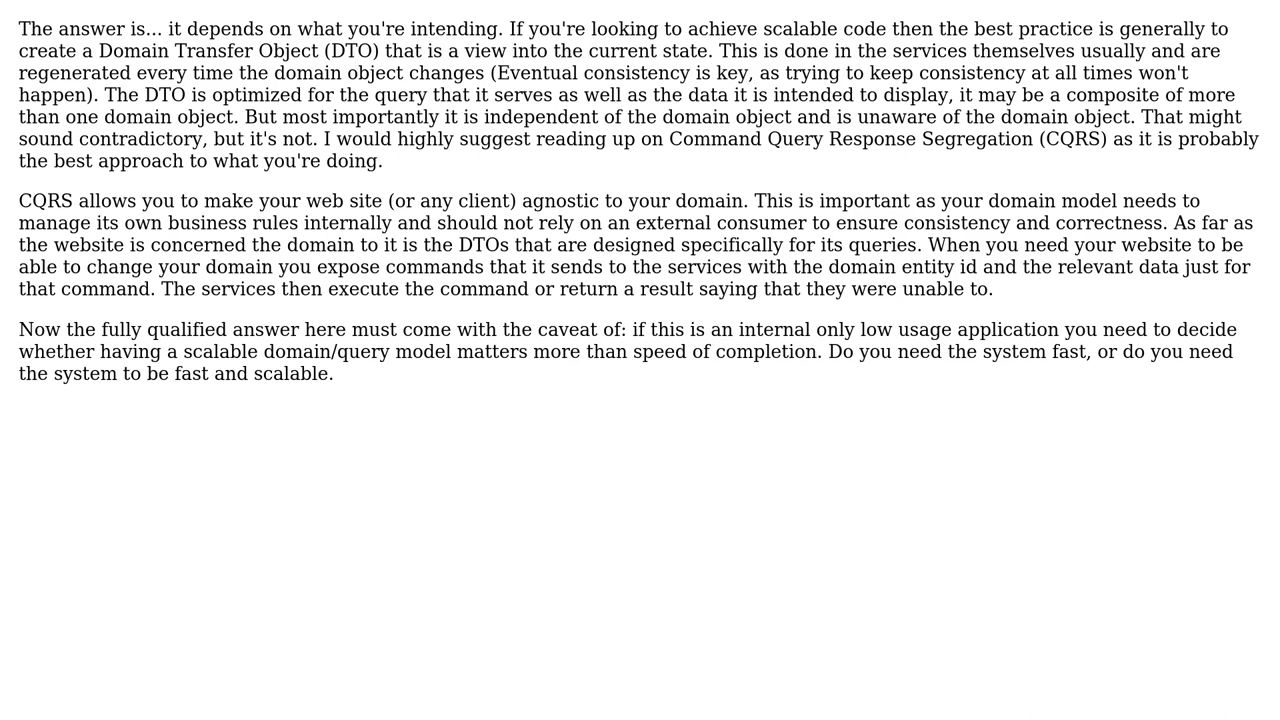 The answer is... it depends on what you're intending. If you're looking to achieve scalable code then the best practice is generally to
create a Domain Transfer Object (DTO) that is a view into the current state. This is done in the services themselves usually and are
regenerated every time the domain object changes (Eventual consistency is key, as trying to keep consistency at all times won't
happen). The DTO is optimized for the query that it serves as well as the data it is intended to display, it may be a composite of more
than one domain object. But most importantly it is independent of the domain object and is unaware of the domain object. That might
sound contradictory, but it's not. I would highly suggest reading up on Command Query Response Segregation (CQRS) as it is probably
the best approach to what you're doing.
CQRS allows you to make your web site (or any client) agnostic to your domain. This is important as your domain model needs to
manage its own business rules internally and should not rely on an external consumer to ensure consistency and correctness. As far as
the website is concerned the domain to it is the DTOs that are designed specifically for its queries. When you need your website to be
able to change your domain you expose commands that it sends to the services with the domain entity id and the relevant data just for
that command. The services then execute the command or return a result saying that they were unable to.
Now the fully qualified answer here must come with the caveat of: if this is an internal only low usage application you need to decide
whether having a scalable domain/query model matters more than speed of completion. Do you need the system fast, or do you need
the system to be fast and scalable.